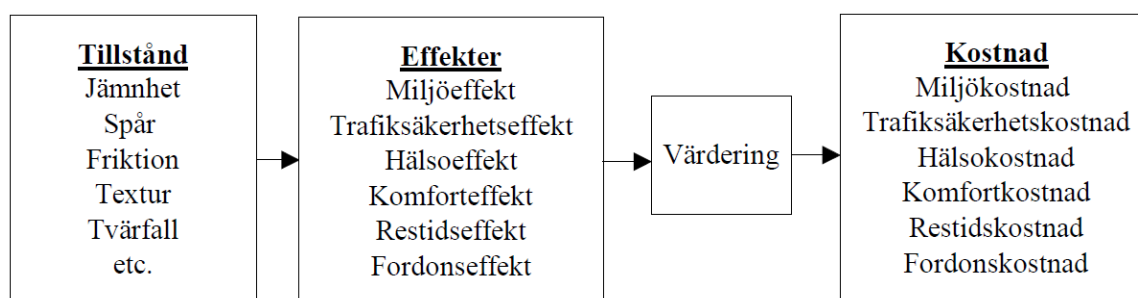 Tillstånd
Jämnhet
Spår
Friktion
Textur
Tvärfall
etc.
Effekter
Miljöeffekt
Trafiksäkerhetseffekt
Hälsoeffekt
Komforteffekt
Restidseffekt
Fordonseffekt
Värdering
Kostnad
Miljökostnad
Trafiksäkerhetskostnad
Hälsokostnad
Komfortkostnad
Restidskostnad
Fordonskostnad